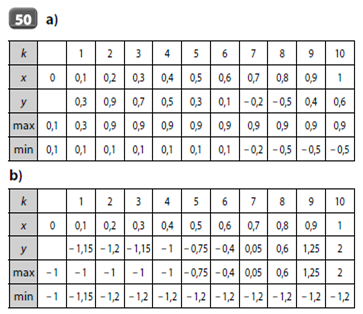 50 a)
k 1 2 3 4 5 6 7 8 9 10
x 0 0,1 0,2 0,3 0,4 0,5 0,6 0,7 0,8 0,9 1
y 0,3 0,9 0,7 0,5 0,3 0,1 – 0,2 – 0,5 0,4 0,6
max 0,1 0,3 0,9 0,9 0,9 0,9 0,9 0,9 0,9 0,9 0,9
min 0,1 0,1 0,1 0,1 0,1 0,1 0,1 – 0,2 – 0,5 – 0,5 – 0,5
b)
k 1 2 3 4 5 6 7 8 9 10
x 0 0,1 0,2 0,3 0,4 0,5 0,6 0,7 0,8 0,9 1
y – 1,15 – 1,2 – 1,15 – 1 – 0,75 – 0,4 0,05 0,6 1,25 2
max – 1 – 1 – 1 – 1 – 1 – 0,75 – 0,4 0,05 0,6 1,25 2
min – 1 – 1,15 – 1,2 – 1,2 – 1,2 – 1,2 – 1,2 – 1,2 – 1,2 – 1,2 – 1,2